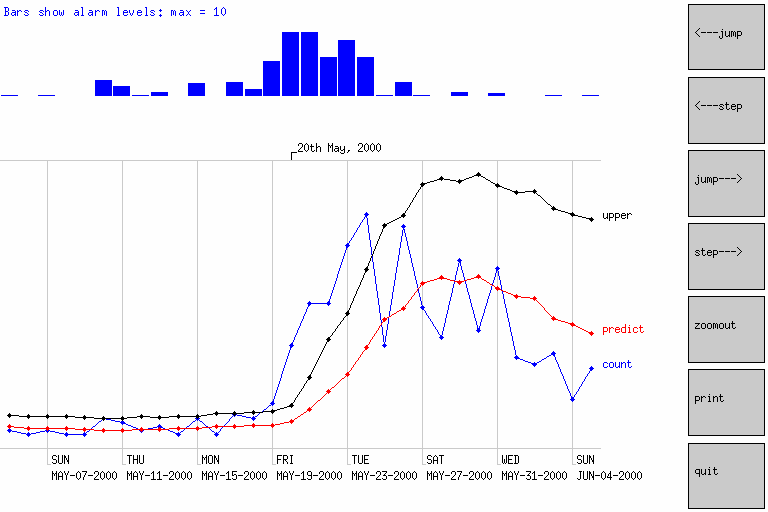 Bars show alarm levels: max = 10
<---jump
<---step
20th May, 2000
jump--->
upper
step--->
zoomout
predict
count
print
SUN THU MON FRI TUE SAT WED SUN
MAY-07-2000 MAY-11-2000 MAY-15-2000 MAY-19-2000 MAY-23-2000 MAY-27-2000 MAY-31-2000 JUN-04-2000
quit